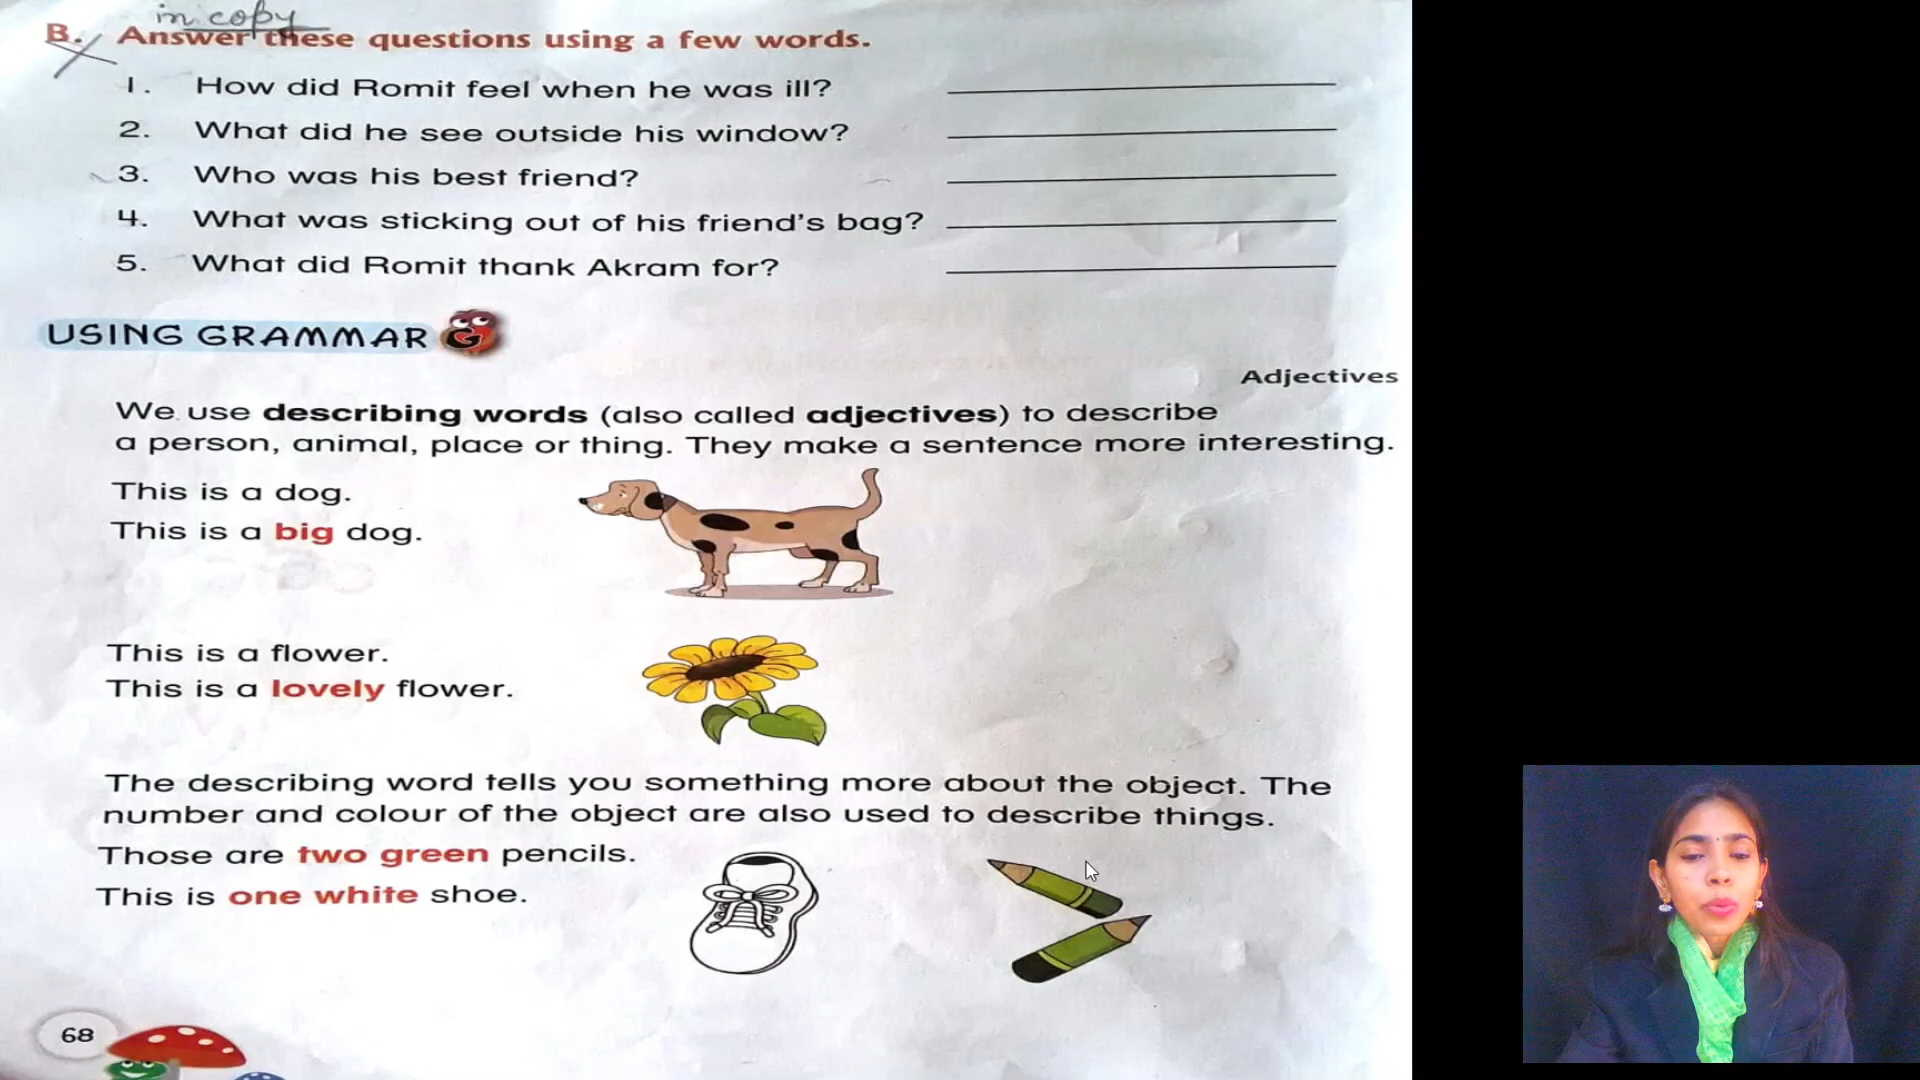 in copy
B. Answer these questions using a few words.
1. How did Romit feel when he was ill?
2. What did he see outside his window?
3. Who was his best friend?
4. What was sticking out of his friend's bag?
5. What did Romit thank Akram for?
USING GRAMMAR G
Adjectives
We use describing words (also called adjectives) to describe
a person, animal, place or thing. They make a sentence more interesting.
This is a dog.
This is a big dog.
This is a flower.
This is a lovely flower.
The describing word tells you something more about the object. The
number and colour of the object are also used to describe things.
Those are two green pencils.
This is one white shoe.
68